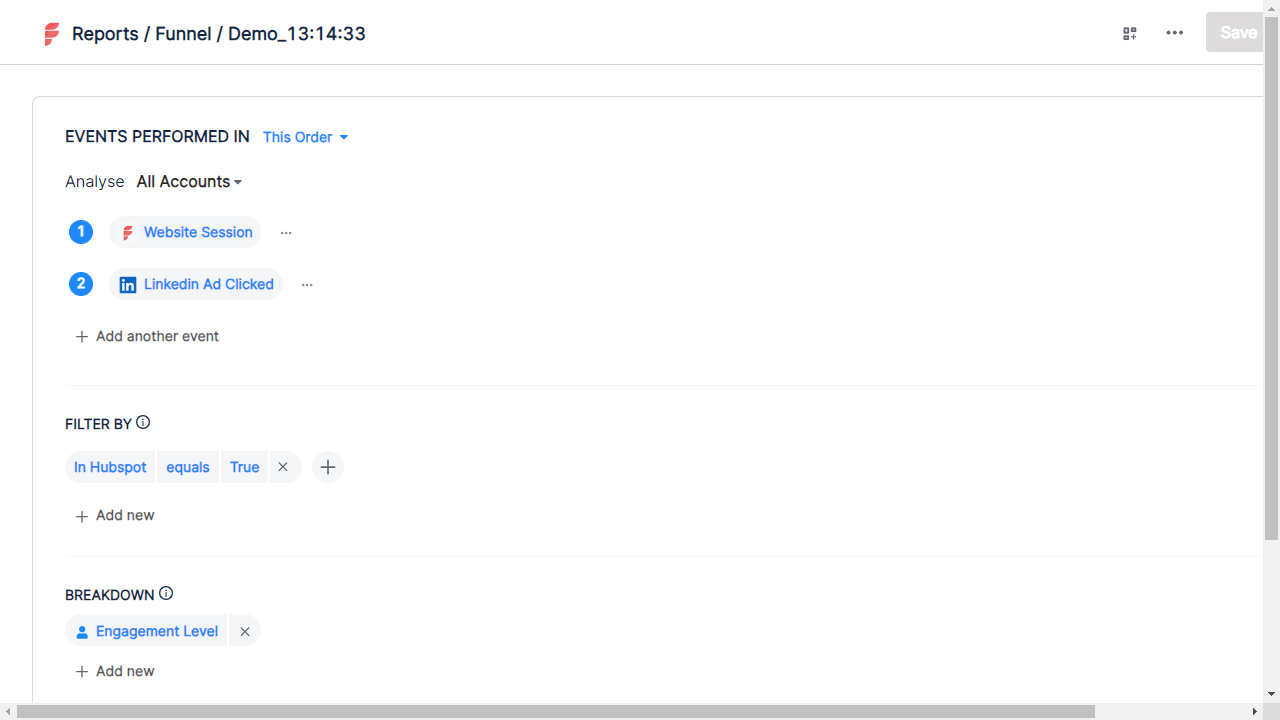 Reports / Funnel / Demo_13:14:33
Save
EVENTS PERFORMED IN This Order
Analyse All Accounts
1 Website Session ...
2 Linkedin Ad Clicked ...
Add another event
FILTER BY
In Hubspot equals True
Add new
BREAKDOWN
Engagement Level
Add new